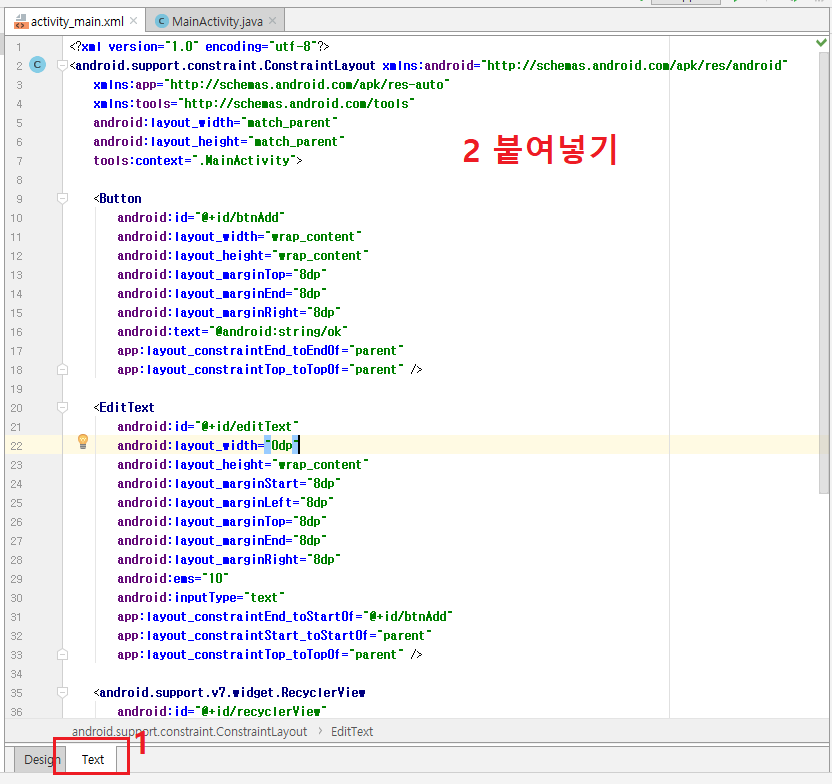 activity_main.xml × MainActivity.java ×
1 <?xml version="1.0" encoding="utf-8"?>
2 C <android.support.constraint.ConstraintLayout xmlns:android="http://schemas.android.com/apk/res/android"
3 xmlns:app="http://schemas.android.com/apk/res-auto"
4 xmlns:tools="http://schemas.android.com/tools"
5 android:layout_width="match_parent"
6 android:layout_height="match_parent"
7 tools:context=".MainActivity">
2 붙여넣기
8
9 <Button
10 android:id="@+id/btnAdd"
11 android:layout_width="wrap_content"
12 android:layout_height="wrap_content"
13 android:layout_marginTop="8dp"
14 android:layout_marginEnd="8dp"
15 android:layout_marginRight="8dp"
16 android:text="@android:string/ok"
17 app:layout_constraintEnd_toEndOf="parent"
18 app:layout_constraintTop_toTopOf="parent" />
19
20 <EditText
21 android:id="@+id/editText"
22 android:layout_width="0dp"
23 android:layout_height="wrap_content"
24 android:layout_marginStart="8dp"
25 android:layout_marginLeft="8dp"
26 android:layout_marginTop="8dp"
27 android:layout_marginEnd="8dp"
28 android:layout_marginRight="8dp"
29 android:ems="10"
30 android:inputType="text"
31 app:layout_constraintEnd_toStartOf="@+id/btnAdd"
32 app:layout_constraintStart_toStartOf="parent"
33 app:layout_constraintTop_toTopOf="parent" />
34
35 <android.support.v7.widget.RecyclerView
36 android:id="@+id/recyclerView"
android.support.constraint.ConstraintLayout › EditText
Design Text 1